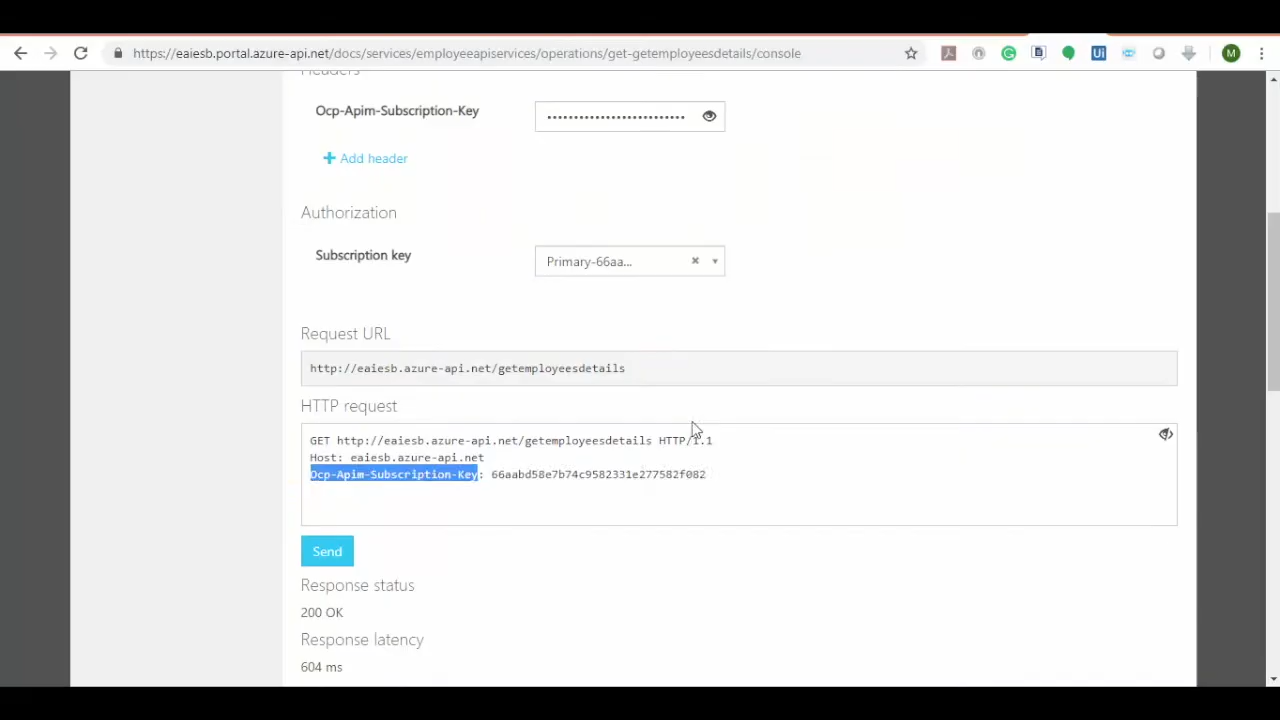 https://eaiesb.portal.azure-api.net/docs/services/employeeapiservices/operations/get-getemployeesdetails/console
Headers
Ocp-Apim-Subscription-Key
Add header
Authorization
Subscription key
Primary-66aa...
Request URL
http://eaiesb.azure-api.net/getemployeesdetails
HTTP request
GET http://eaiesb.azure-api.net/getemployeesdetails HTTP/1.1
Host: eaiesb.azure-api.net
Ocp-Apim-Subscription-Key: 66aabd58e7b74c9582331e277582f082
Send
Response status
200 OK
Response latency
604 ms